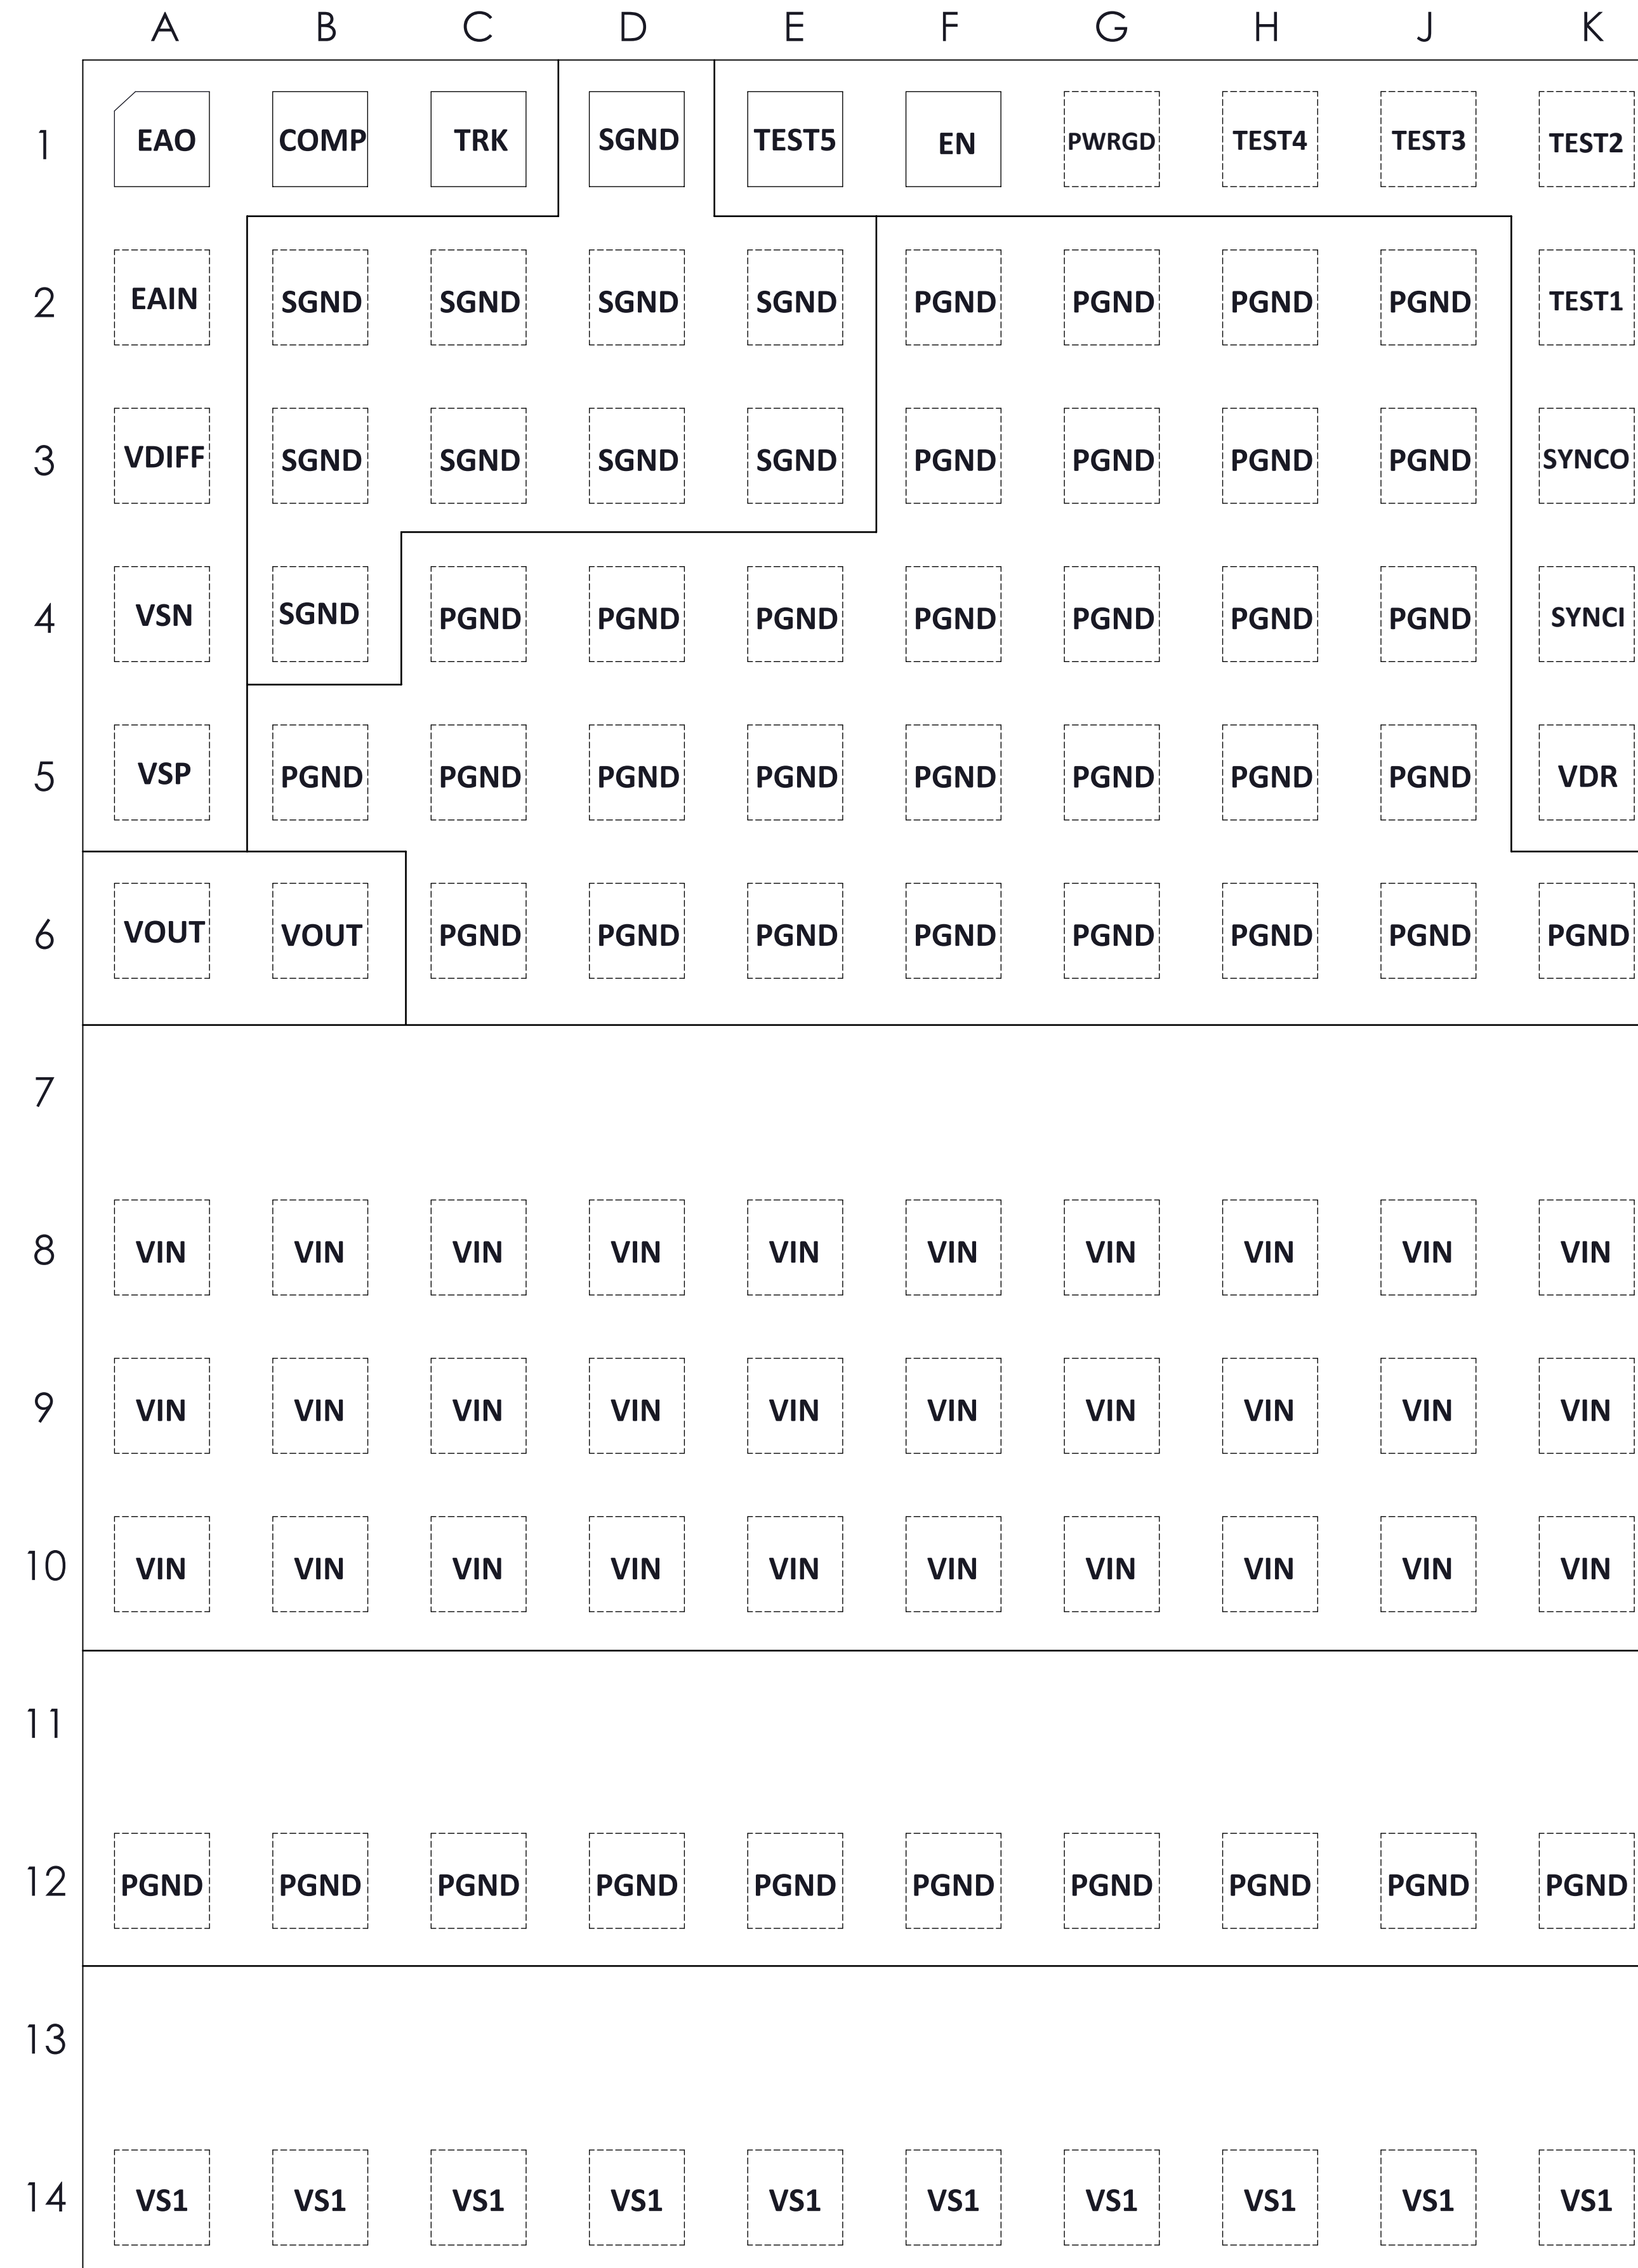 A B C D E F G H J K
1 EAO COMP TRK SGND TEST5 EN PWRGD TEST4 TEST3 TEST2
2 EAIN SGND SGND SGND SGND PGND PGND PGND PGND TEST1
3 VDIFF SGND SGND SGND SGND PGND PGND PGND PGND SYNCO
4 VSN SGND PGND PGND PGND PGND PGND PGND PGND SYNCI
5 VSP PGND PGND PGND PGND PGND PGND PGND PGND VDR
6 VOUT VOUT PGND PGND PGND PGND PGND PGND PGND PGND
7
8 VIN VIN VIN VIN VIN VIN VIN VIN VIN VIN
9 VIN VIN VIN VIN VIN VIN VIN VIN VIN VIN
10 VIN VIN VIN VIN VIN VIN VIN VIN VIN VIN
11
12 PGND PGND PGND PGND PGND PGND PGND PGND PGND PGND
13
14 VS1 VS1 VS1 VS1 VS1 VS1 VS1 VS1 VS1 VS1